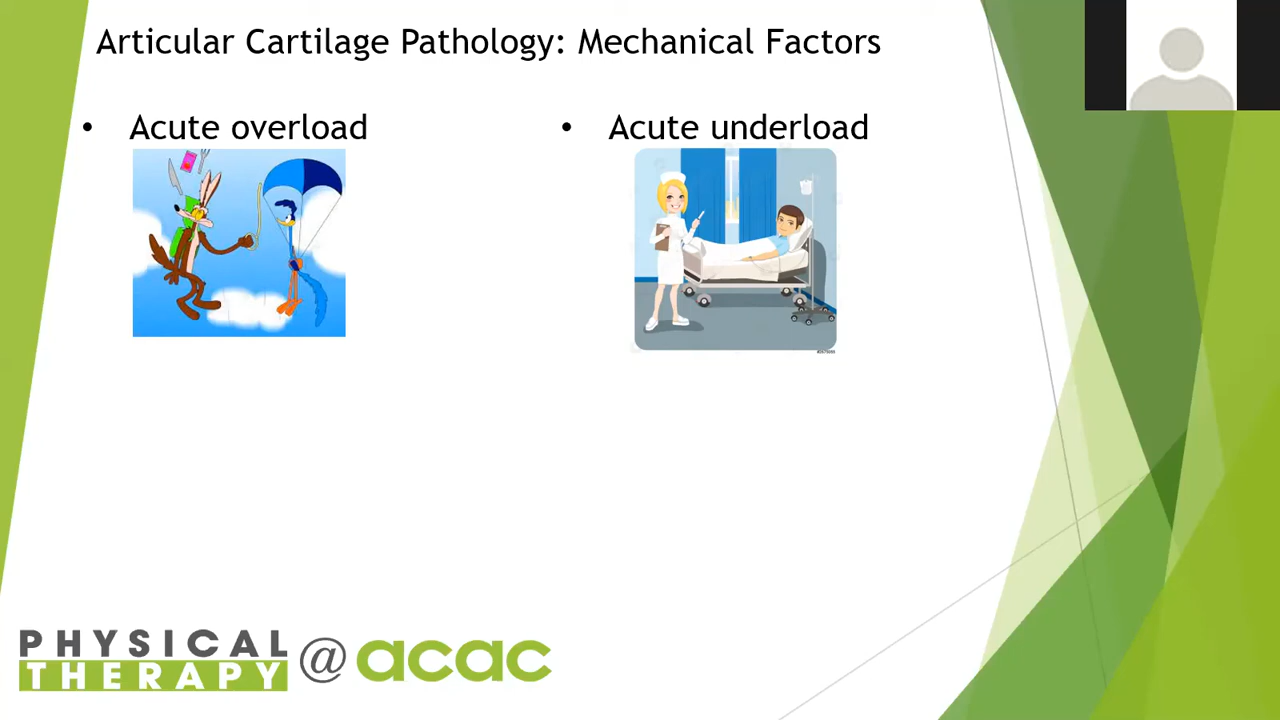 Articular Cartilage Pathology: Mechanical Factors
• Acute overload
• Acute underload
PHYSICAL
THERAPY
@acac